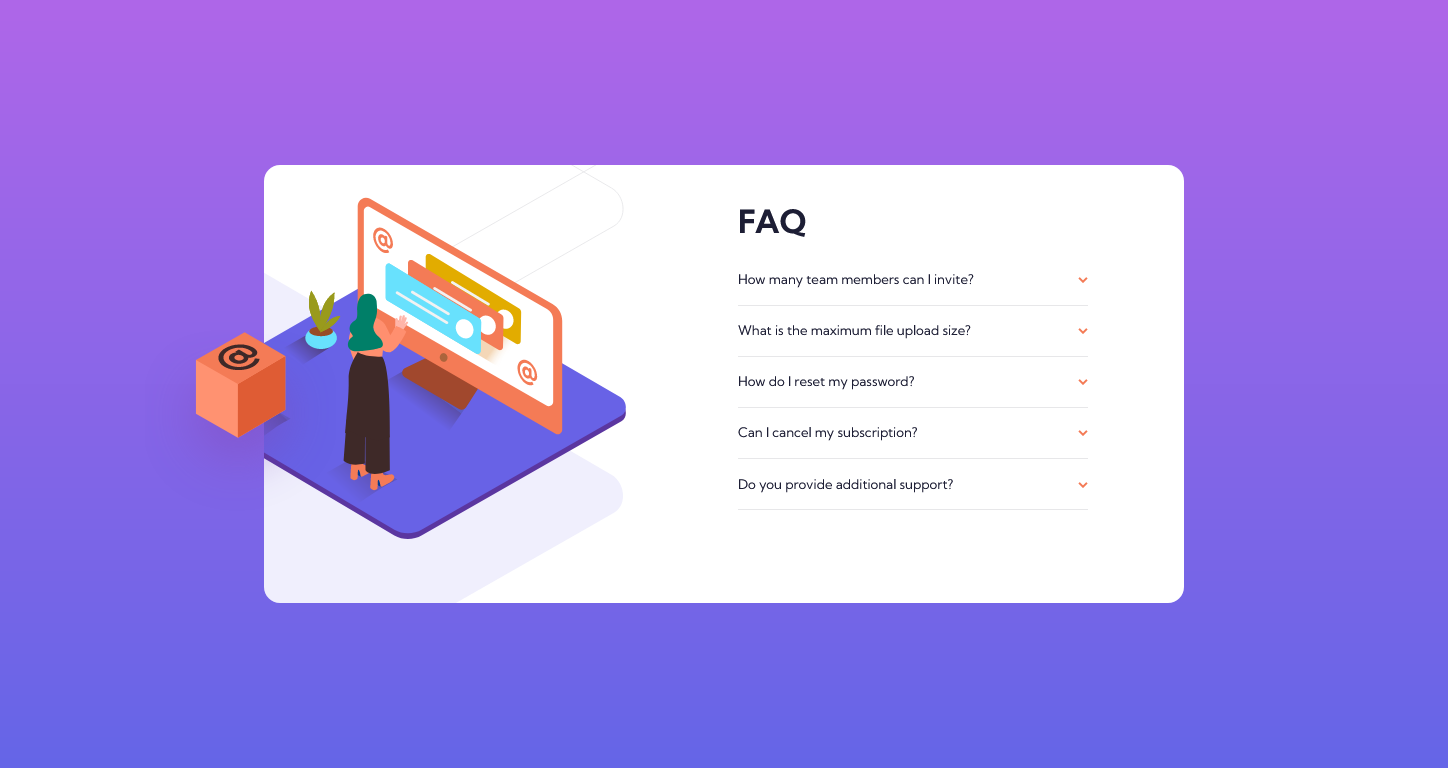 @
@
@
FAQ
How many team members can I invite?
What is the maximum file upload size?
How do I reset my password?
Can I cancel my subscription?
Do you provide additional support?